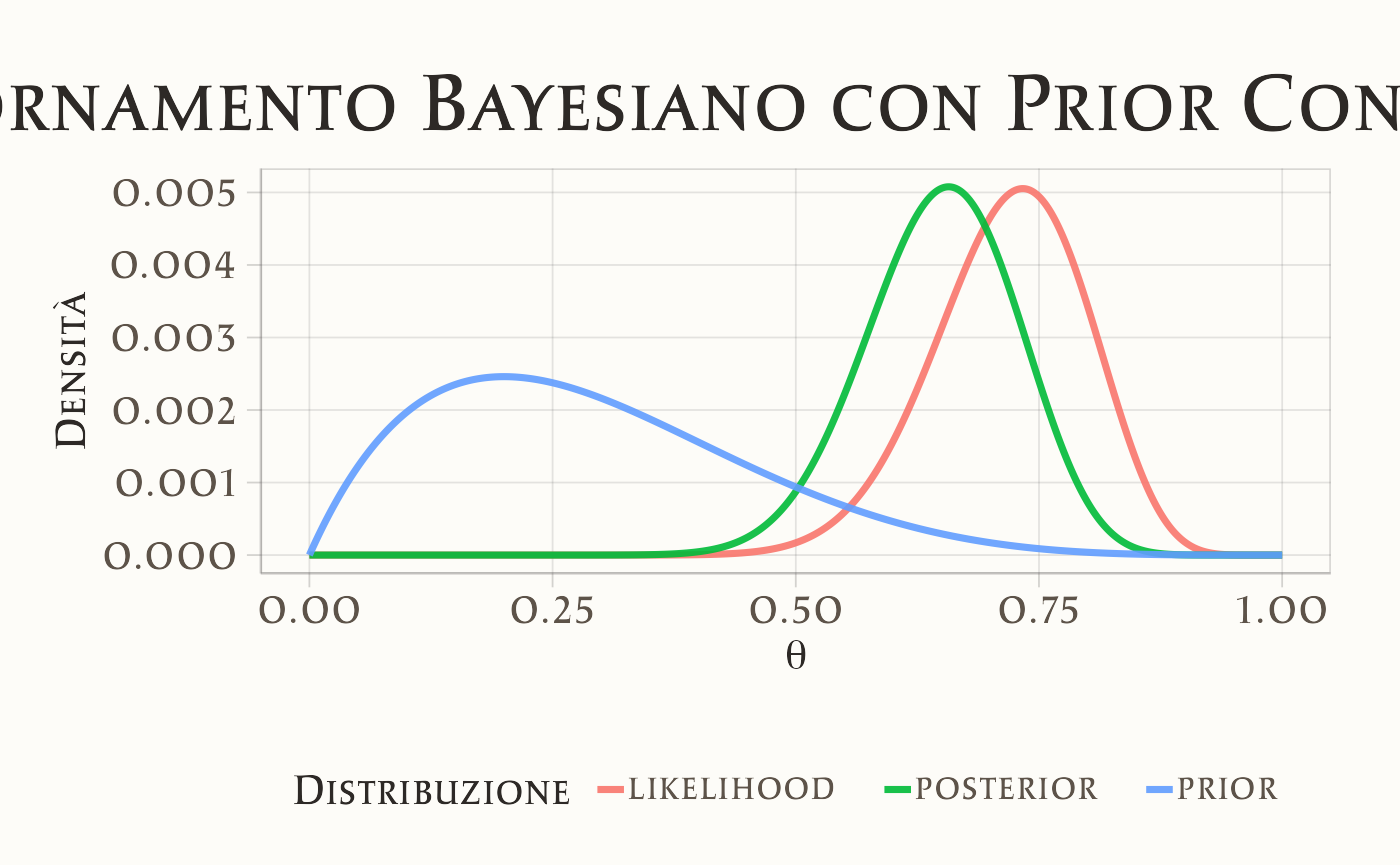 ORNAMENTO BAYESIANO CON PRIOR CON
0.005
0.004
0.003
0.002
0.001
0.000
DENSITÀ
0.00 0.25 0.50 0.75 1.00
θ
DISTRIBUZIONE LIKELIHOOD POSTERIOR PRIOR